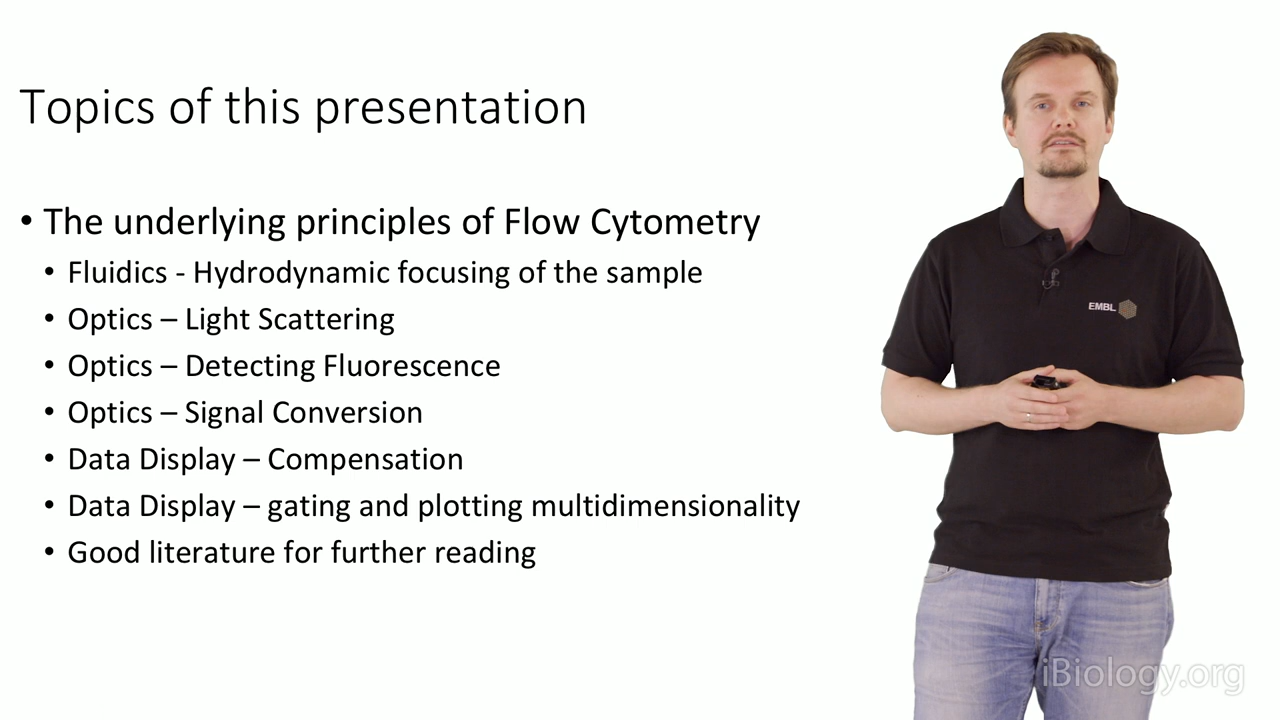 Topics of this presentation
• The underlying principles of Flow Cytometry
• Fluidics - Hydrodynamic focusing of the sample
• Optics – Light Scattering
• Optics – Detecting Fluorescence
• Optics – Signal Conversion
• Data Display – Compensation
• Data Display – gating and plotting multidimensionality
• Good literature for further reading
EMBL
iBiology.org